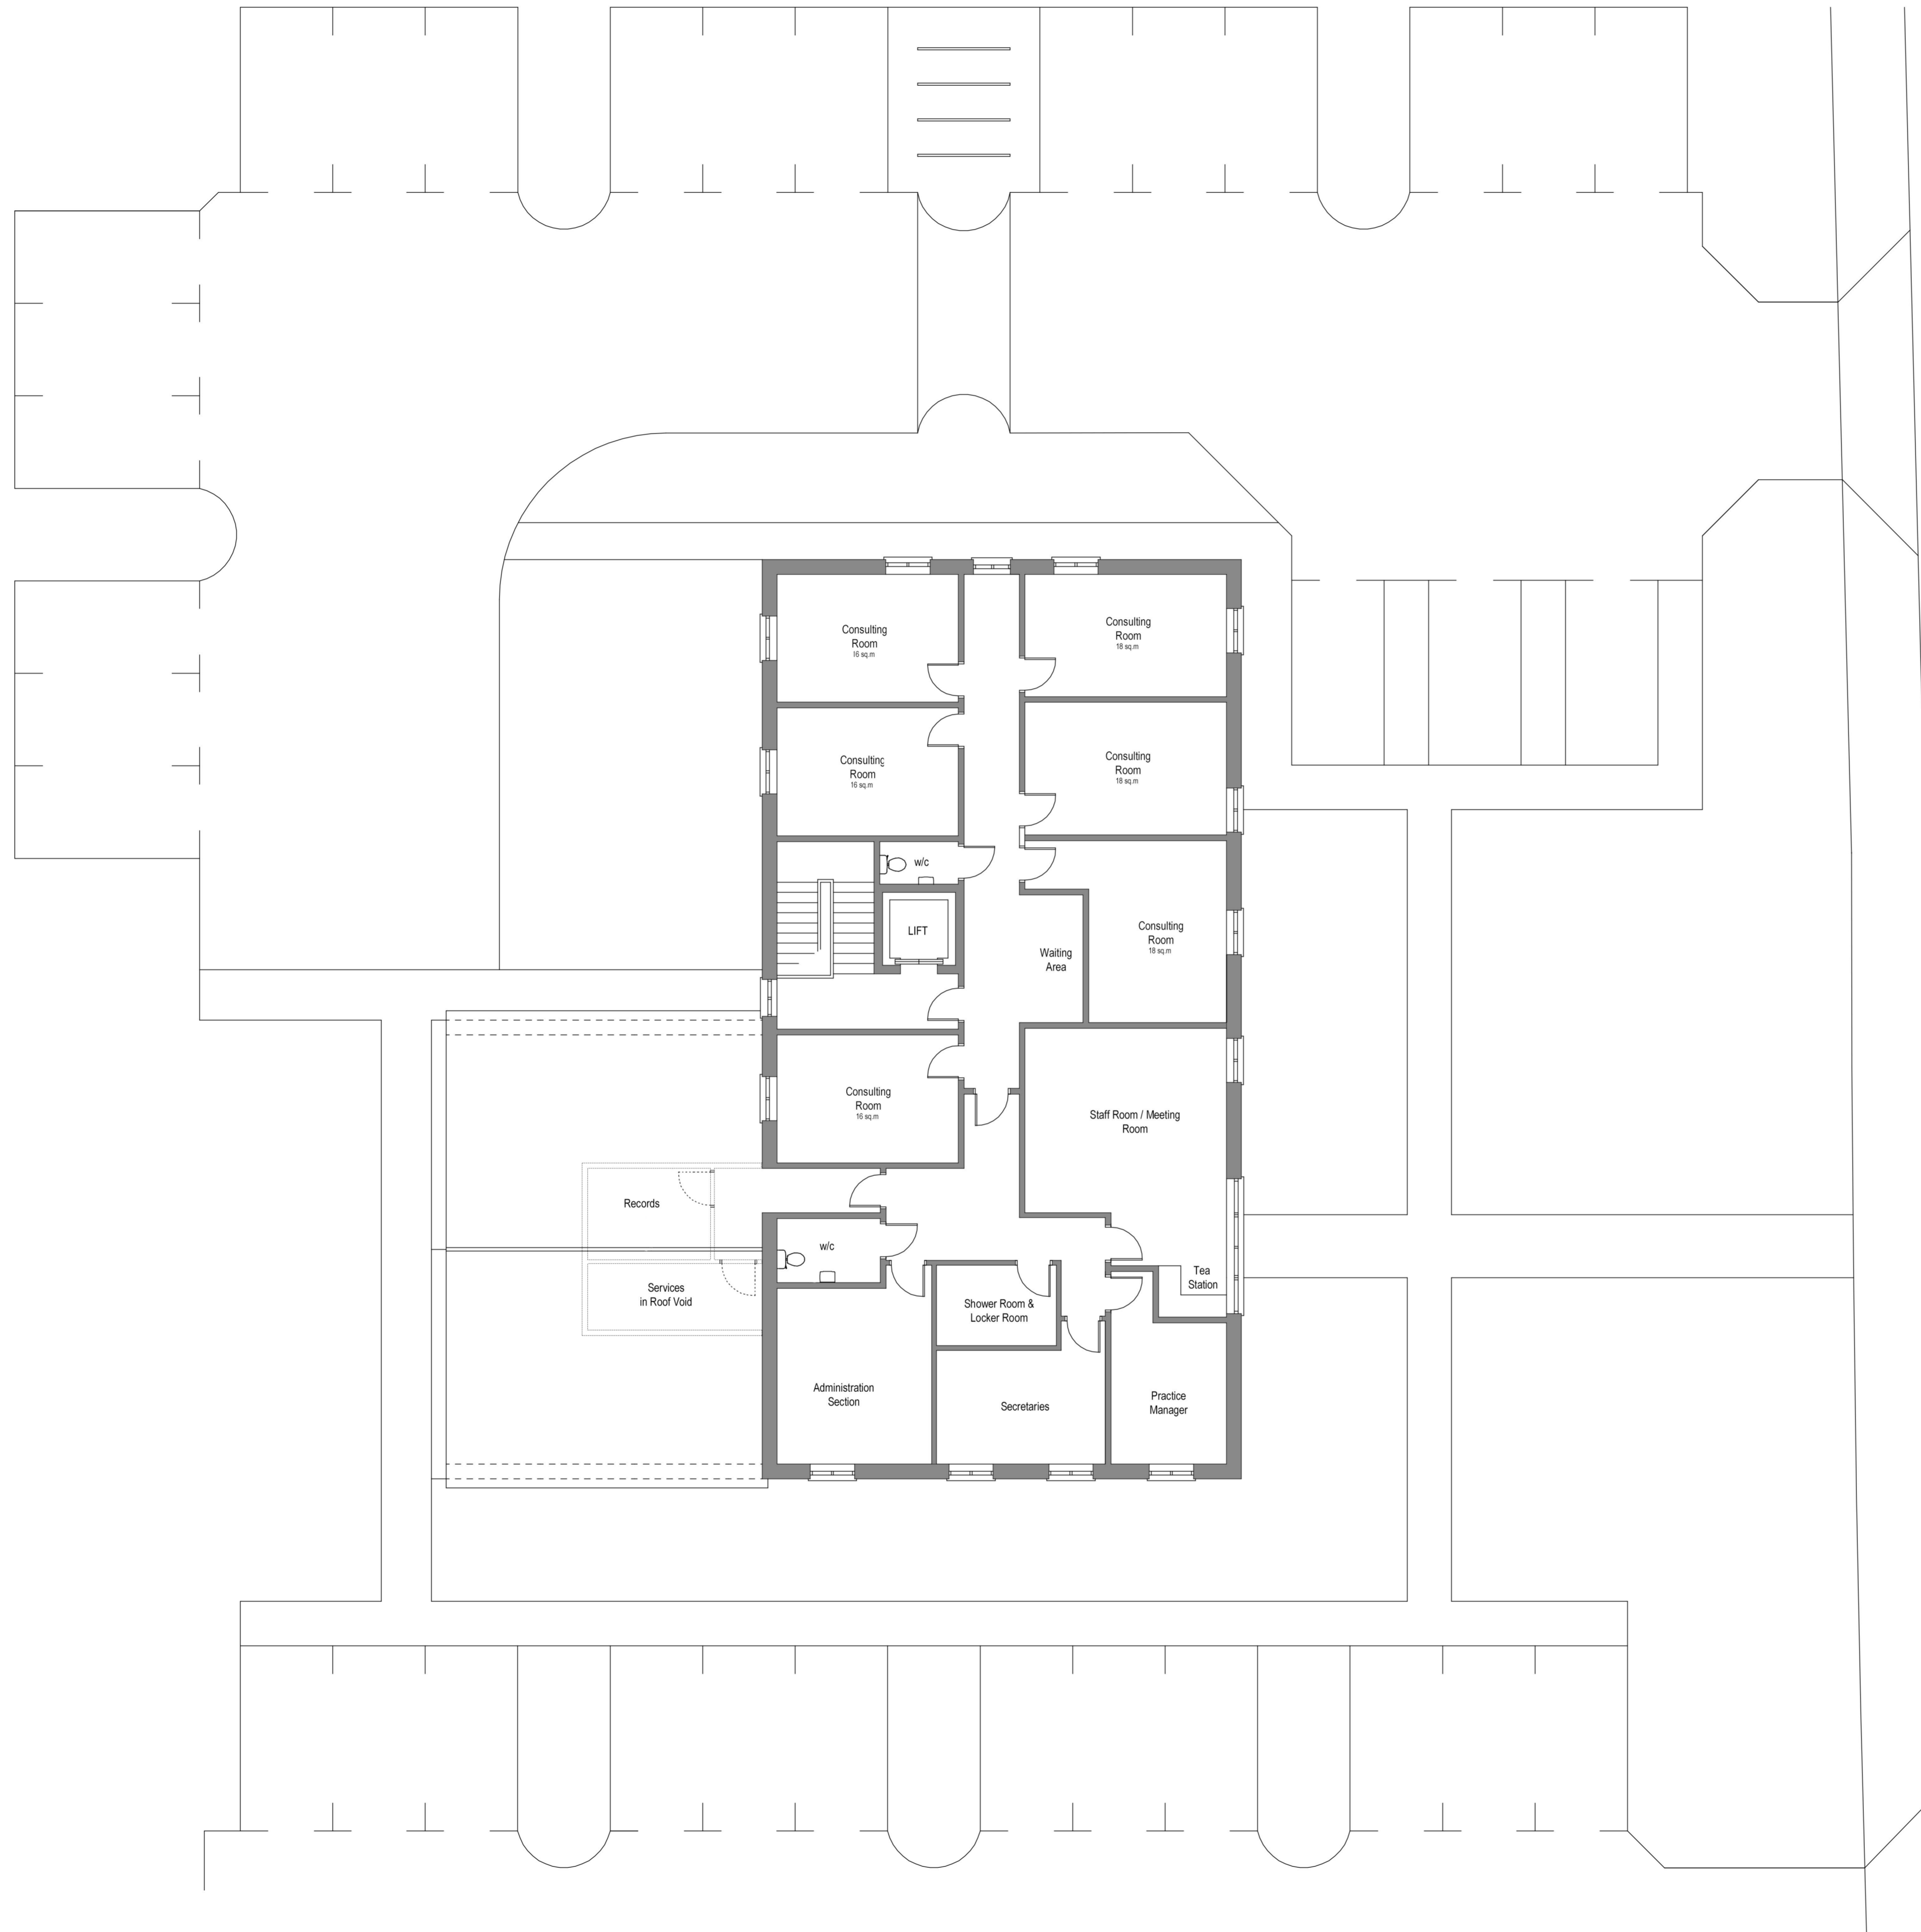 Consulting
Room
16 sq.m
Consulting
Room
18 sq.m
Consulting
Room
16 sq.m
Consulting
Room
18 sq.m
w/c
LIFT
Waiting
Area
Consulting
Room
18 sq.m
Consulting
Room
16 sq.m
Staff Room / Meeting
Room
Records
w/c
Services
in Roof Void
Tea
Station
Shower Room &
Locker Room
Administration
Section
Secretaries
Practice
Manager